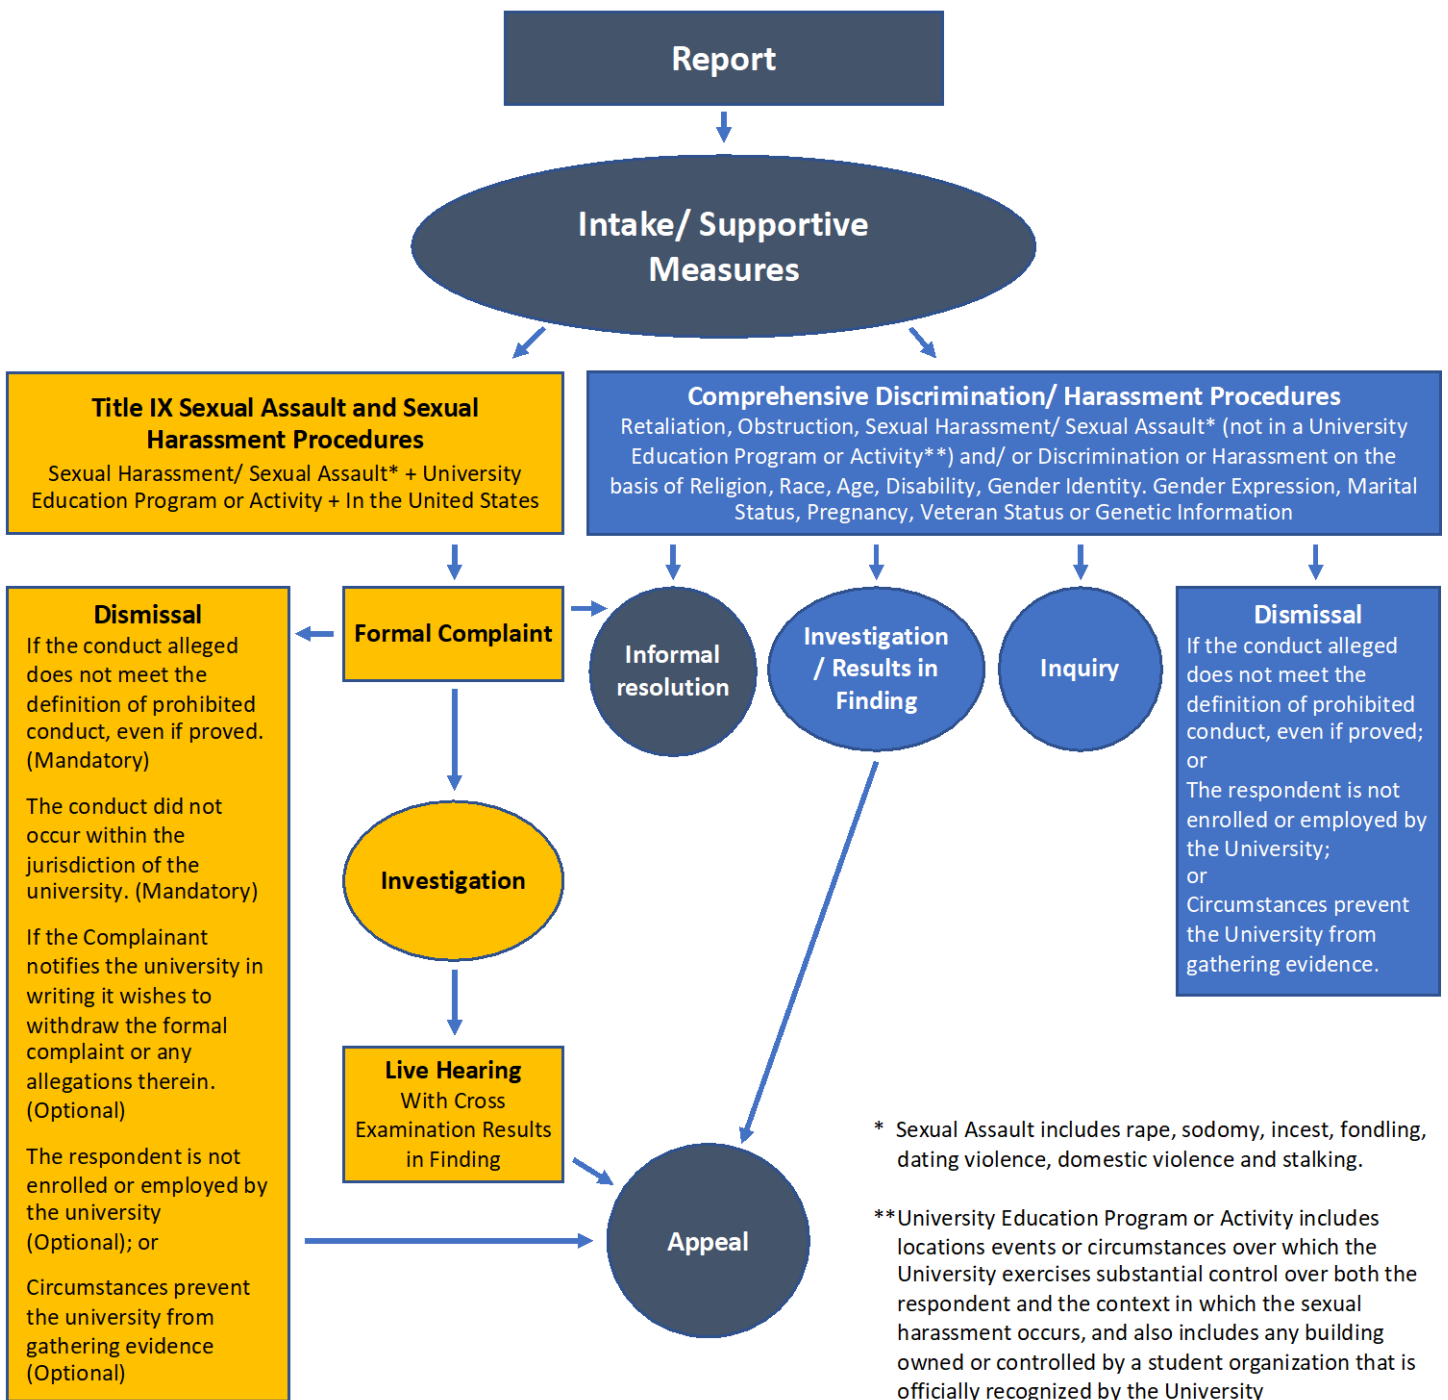 Report
Intake/ Supportive
Measures
Title IX Sexual Assault and Sexual
Harassment Procedures
Sexual Harassment/ Sexual Assault* + University
Education Program or Activity + In the United States
Comprehensive Discrimination/ Harassment Procedures
Retaliation, Obstruction, Sexual Harassment/ Sexual Assault* (not in a University
Education Program or Activity**) and/ or Discrimination or Harassment on the
basis of Religion, Race, Age, Disability, Gender Identity. Gender Expression, Marital
Status, Pregnancy, Veteran Status or Genetic Information
Dismissal
If the conduct alleged
does not meet the
definition of prohibited
conduct, even if proved.
(Mandatory)
The conduct did not
occur within the
jurisdiction of the
university. (Mandatory)
If the Complainant
notifies the university in
writing it wishes to
withdraw the formal
complaint or any
allegations therein.
(Optional)
The respondent is not
enrolled or employed by
the university
(Optional); or
Circumstances prevent
the university from
gathering evidence
(Optional)
Formal Complaint
Investigation
Live Hearing
With Cross
Examination Results
in Finding
Informal
resolution
Investigation
/ Results in
Finding
Inquiry
Dismissal
If the conduct alleged
does not meet the
definition of prohibited
conduct, even if proved;
or
The respondent is not
enrolled or employed by
the University;
or
Circumstances prevent
the University from
gathering evidence.
Appeal
* Sexual Assault includes rape, sodomy, incest, fondling,
dating violence, domestic violence and stalking.
**University Education Program or Activity includes
locations events or circumstances over which the
University exercises substantial control over both the
respondent and the context in which the sexual
harassment occurs, and also includes any building
owned or controlled by a student organization that is
officially recognized by the University